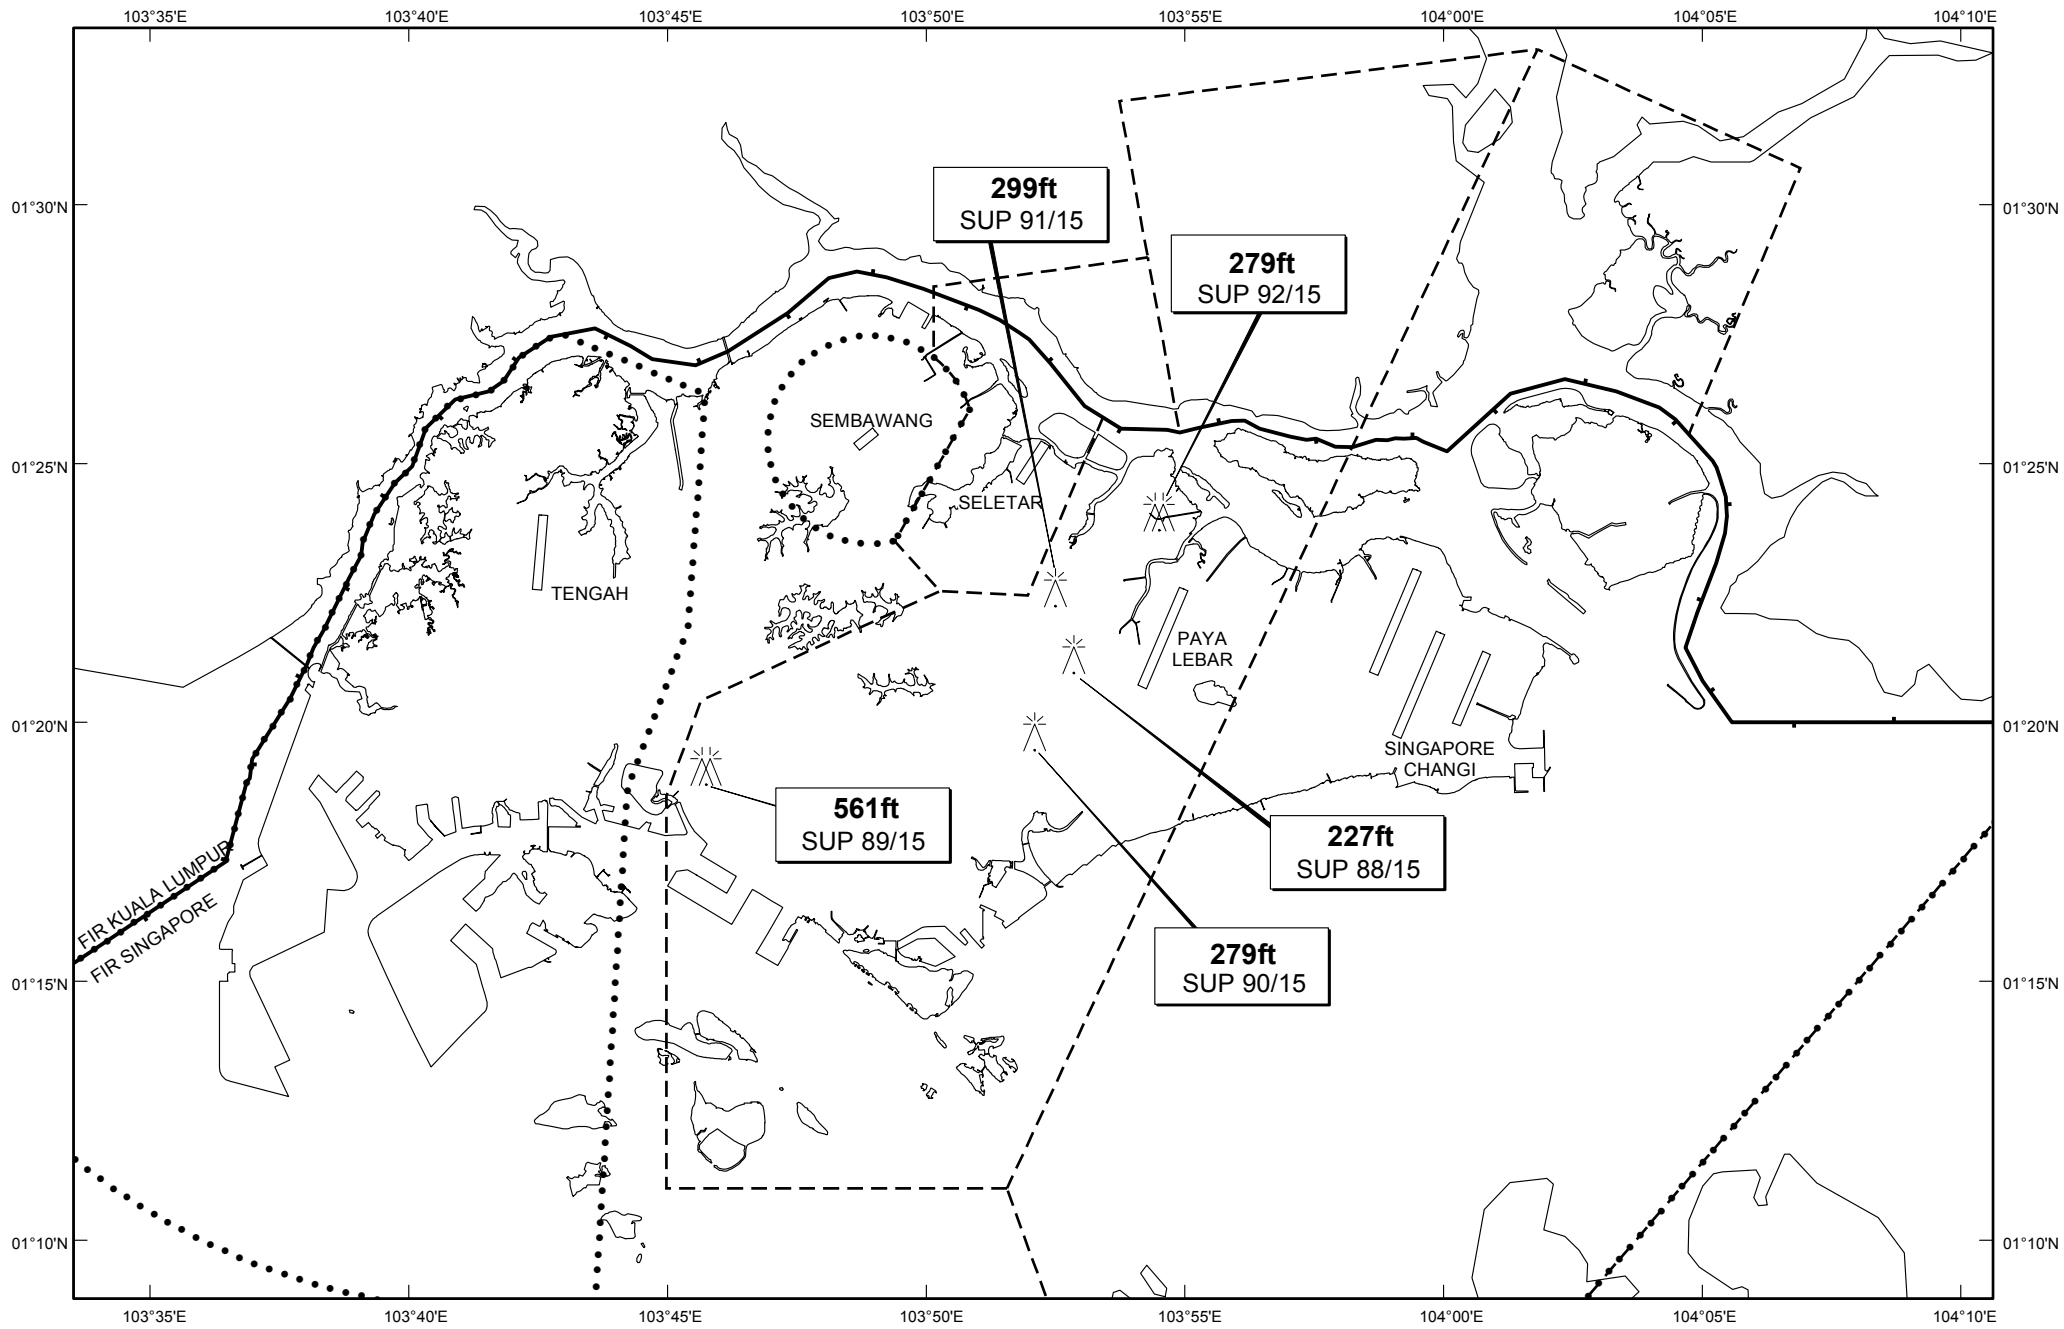 103°35'E
103°40'E
103°45'E
103°50'E
103°55'E
104°00'E
104°05'E
104°10'E
01°30'N
01°30'N
299ft
SUP 91/15
279ft
SUP 92/15
SEMBAWANG
01°25'N
01°25'N
SELETAR
TENGAH
PAYA
LEBAR
01°20'N
01°20'N
SINGAPORE
CHANGI
561ft
SUP 89/15
227ft
SUP 88/15
FIR KUALA LUMPUR
FIR SINGAPORE
279ft
SUP 90/15
01°15'N
01°15'N
01°10'N
01°10'N
103°35'E
103°40'E
103°45'E
103°50'E
103°55'E
104°00'E
104°05'E
104°10'E